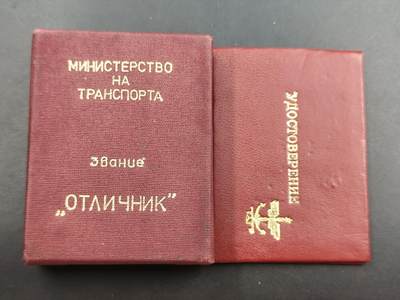 МИНИСТЕРСТВО
НА
ТРАНСПОРТА
Звание
„ОТЛИЧНИК”
УДОСТОВЕРЕНИЕ